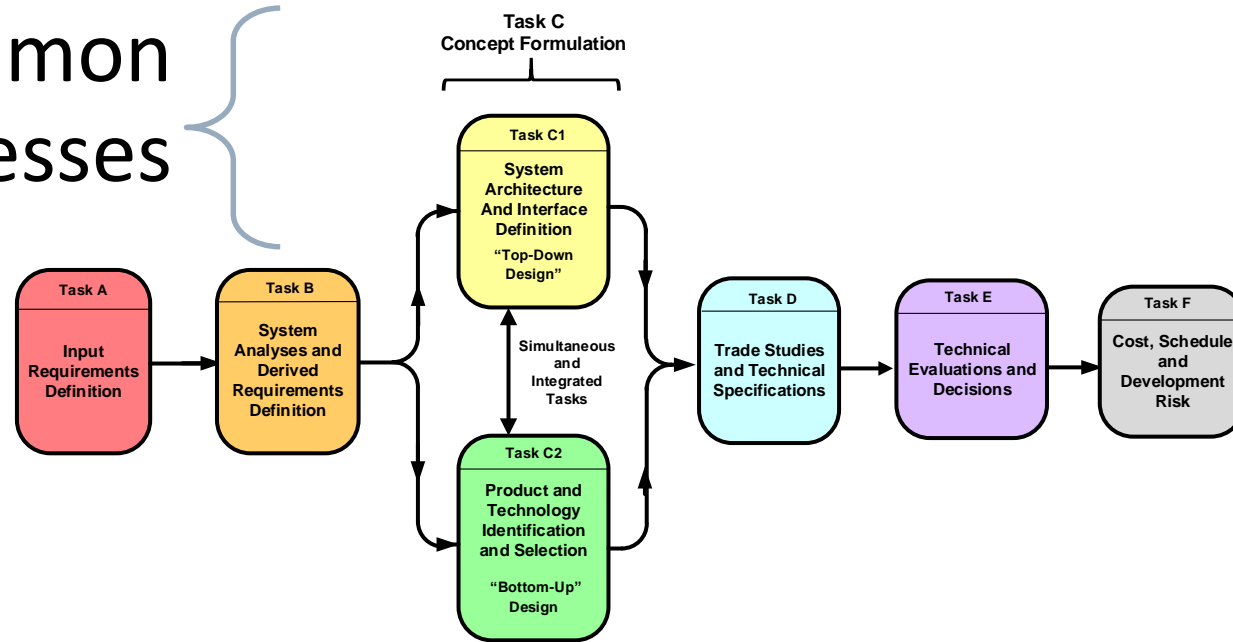 mon
esses
Task C
Concept Formulation
Task C1
System
Architecture
And Interface
Definition
“Top-Down
Design”
Task A
Input
Requirements
Definition
Task B
System
Analyses and
Derived
Requirements
Definition
Simultaneous
and
Integrated
Tasks
Task C2
Product and
Technology
Identification
and Selection
“Bottom-Up”
Design
Task D
Trade Studies
and Technical
Specifications
Task E
Technical
Evaluations and
Decisions
Task F
Cost, Schedule
and
Development
Risk